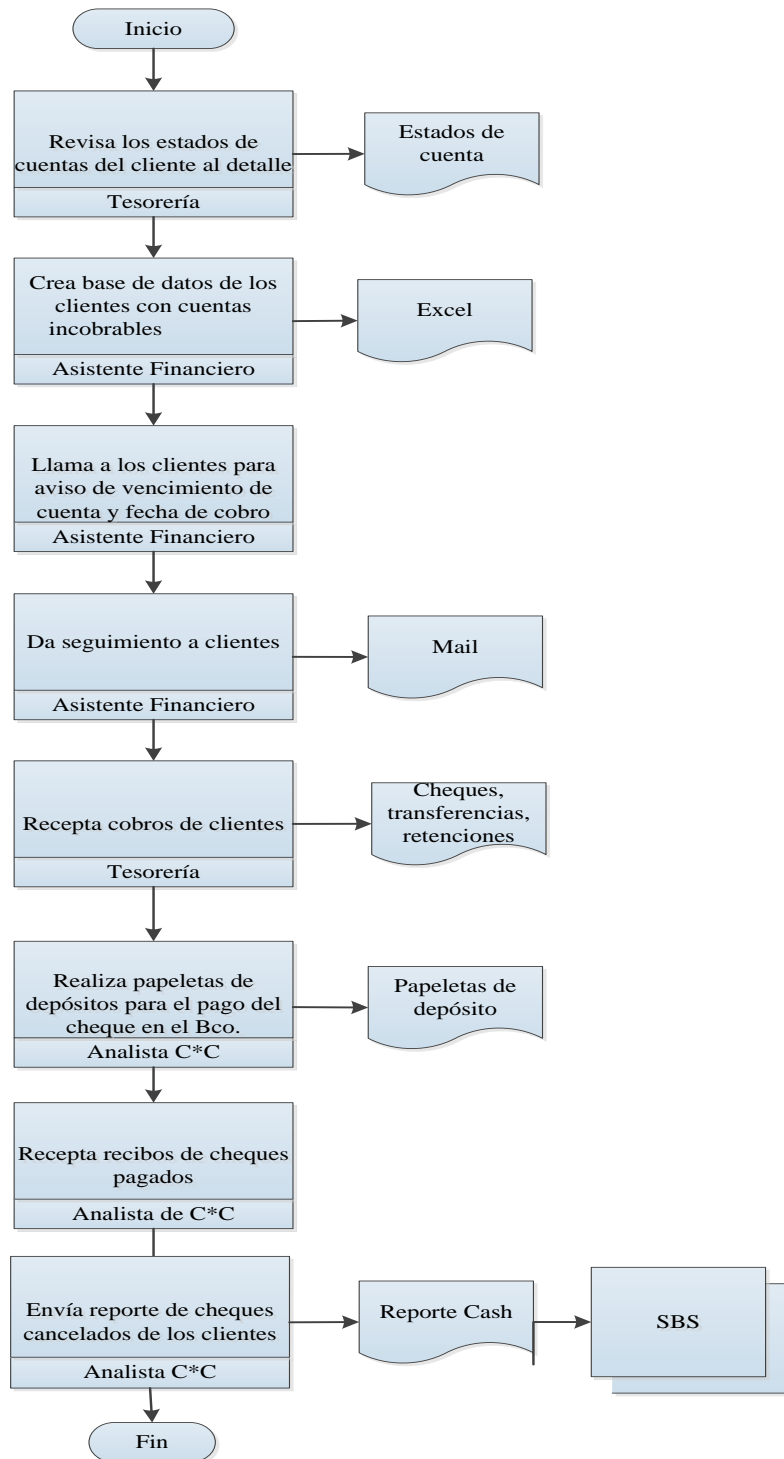 Inicio
Revisa los estados de
cuentas del cliente al detalle
Tesorería
Estados de
cuenta
Crea base de datos de los
clientes con cuentas
incobrables
Asistente Financiero
Excel
Llama a los clientes para
aviso de vencimiento de
cuenta y fecha de cobro
Asistente Financiero
Da seguimiento a clientes
Asistente Financiero
Mail
Recepta cobros de clientes
Tesorería
Cheques,
transferencias,
retenciones
Realiza papeletas de
depósitos para el pago del
cheque en el Bco.
Analista C*C
Papeletas de
depósito
Recepta recibos de cheques
pagados
Analista de C*C
Envía reporte de cheques
cancelados de los clientes
Analista C*C
Reporte Cash
SBS
Fin